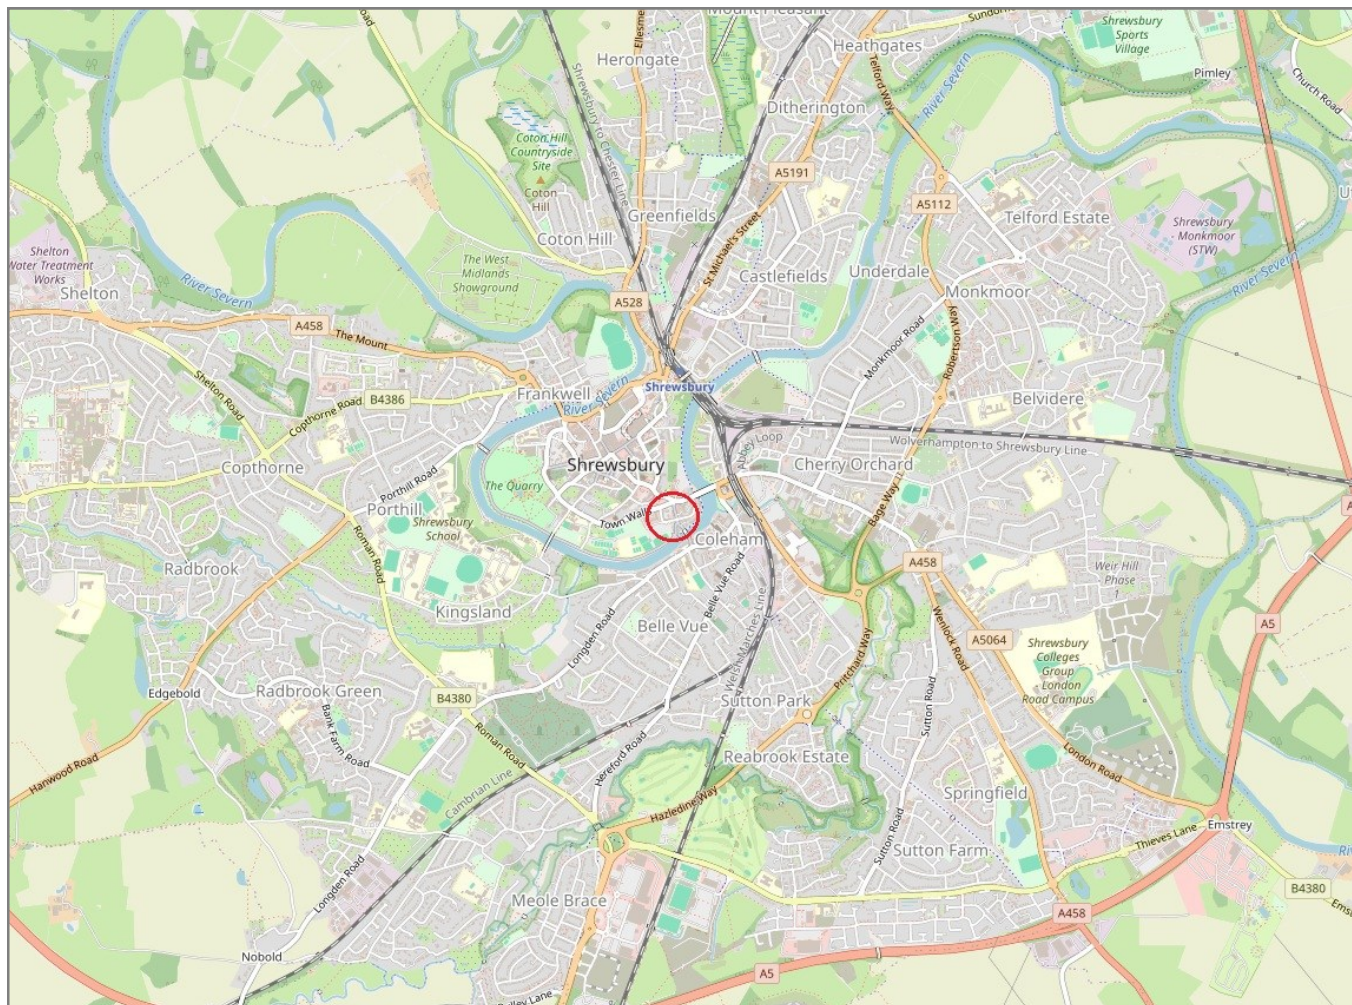 Mount Pleasant
Sundorn
Ellesme
Heathgates
Shrewsbury
Sports
Village
Copthorne Road
Herongate
Telford Way
River Severn
Pimley
Church Road
Shrewsbury to Chester Line
Ditherington
Coton Hill
Countryside
Site
Coton
Hill
A5191
A5112
Greenfields
Telford Estate
Shrewsbury
- Monkmoor
(STW)
St Michael's Street
Coton Hill
Shelton
Water Treatment
Works
The West
Midlands
Showground
Castlefields
Underdale
River Severn
Shelton
River Severn
Monkmoor
A528
A458
The Mount
Monkmoor Road
Robertson Way
Shelton Road
Shrewsbury
Frankwell
B4386
River Severn
Belvidere
Copthorne Road
Wolverhampton to Shrewsbury Line
Abbey Loop
Shrewsbury
Cherry Orchard
Copthorne
Porthill Road
The Quarry
Bage Way
Porthill
Town Walls
Shrewsbury
School
Coleham
Roman Road
Radbrook
A458
Weir Hill
Phase
1
Belle Vue Road
Kingsland
Belle Vue
Longden Road
Welsh Marches Line
Wenlock Road
A5
A5064
Pritchard Way
Shrewsbury
Colleges
Group
- London
Road Campus
Edgebold
Radbrook Green
B4380
Sutton Park
Sutton Road
Bank Farm Road
Roman Road
Hereford Road
Reabrook Estate
London Road
Hanwood Road
Cambrian Line
Hazledine Way
Springfield
Emstrey
Thieves Lane
Sutton Road
Sutton Farm
Longden Road
Meole Brace
B4380
A458
Nobold
A5